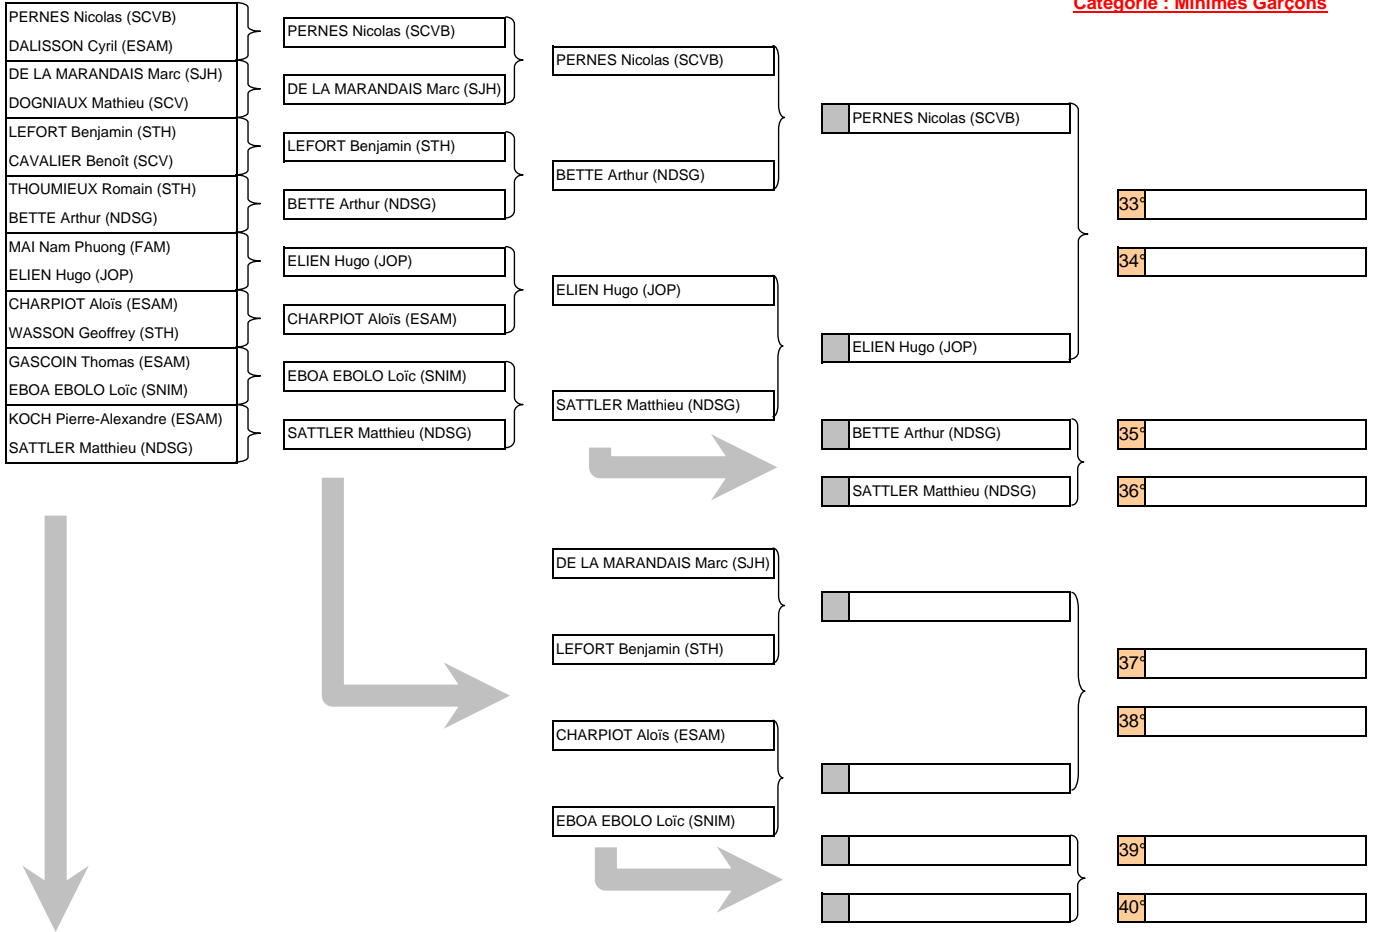 Catégorie : Minimes Garçons
PERNES Nicolas (SCVB)
DALISSON Cyril (ESAM)
DE LA MARANDAIS Marc (SJH)
DOGNIAUX Mathieu (SCV)
LEFORT Benjamin (STH)
CAVALIER Benoît (SCV)
THOUMIEUX Romain (STH)
BETTE Arthur (NDSG)
MAI Nam Phuong (FAM)
ELIEN Hugo (JOP)
CHARPIOT Aloïs (ESAM)
WASSON Geoffrey (STH)
GASCOIN Thomas (ESAM)
EBOA EBOLO Loïc (SNIM)
KOCH Pierre-Alexandre (ESAM)
SATTLER Matthieu (NDSG)
PERNES Nicolas (SCVB)
DE LA MARANDAIS Marc (SJH)
LEFORT Benjamin (STH)
BETTE Arthur (NDSG)
ELIEN Hugo (JOP)
CHARPIOT Aloïs (ESAM)
EBOA EBOLO Loïc (SNIM)
SATTLER Matthieu (NDSG)
PERNES Nicolas (SCVB)
BETTE Arthur (NDSG)
ELIEN Hugo (JOP)
SATTLER Matthieu (NDSG)
DE LA MARANDAIS Marc (SJH)
LEFORT Benjamin (STH)
CHARPIOT Aloïs (ESAM)
EBOA EBOLO Loïc (SNIM)
PERNES Nicolas (SCVB)
ELIEN Hugo (JOP)
BETTE Arthur (NDSG)
SATTLER Matthieu (NDSG)
33°
34°
35°
36°
37°
38°
39°
40°